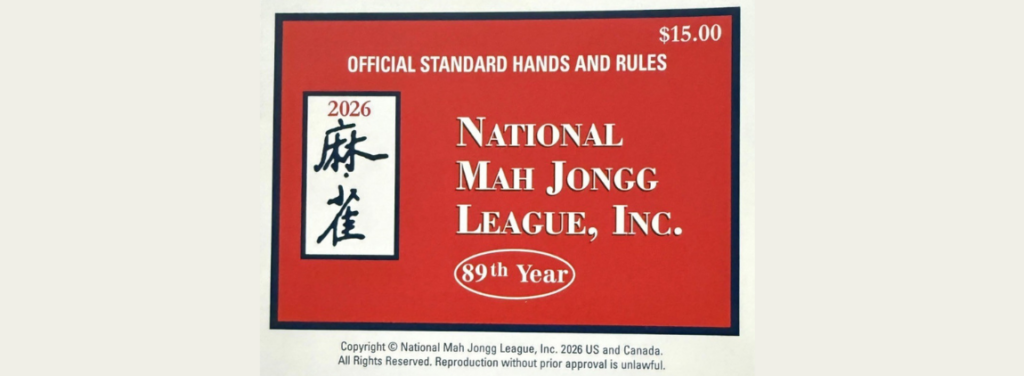 $15.00
OFFICIAL STANDARD HANDS AND RULES
2026
麻
雀
NATIONAL
MAH JONGG
LEAGUE, INC.
89th Year
Copyright © National Mah Jongg League, Inc. 2026 US and Canada.
All Rights Reserved. Reproduction without prior approval is unlawful.